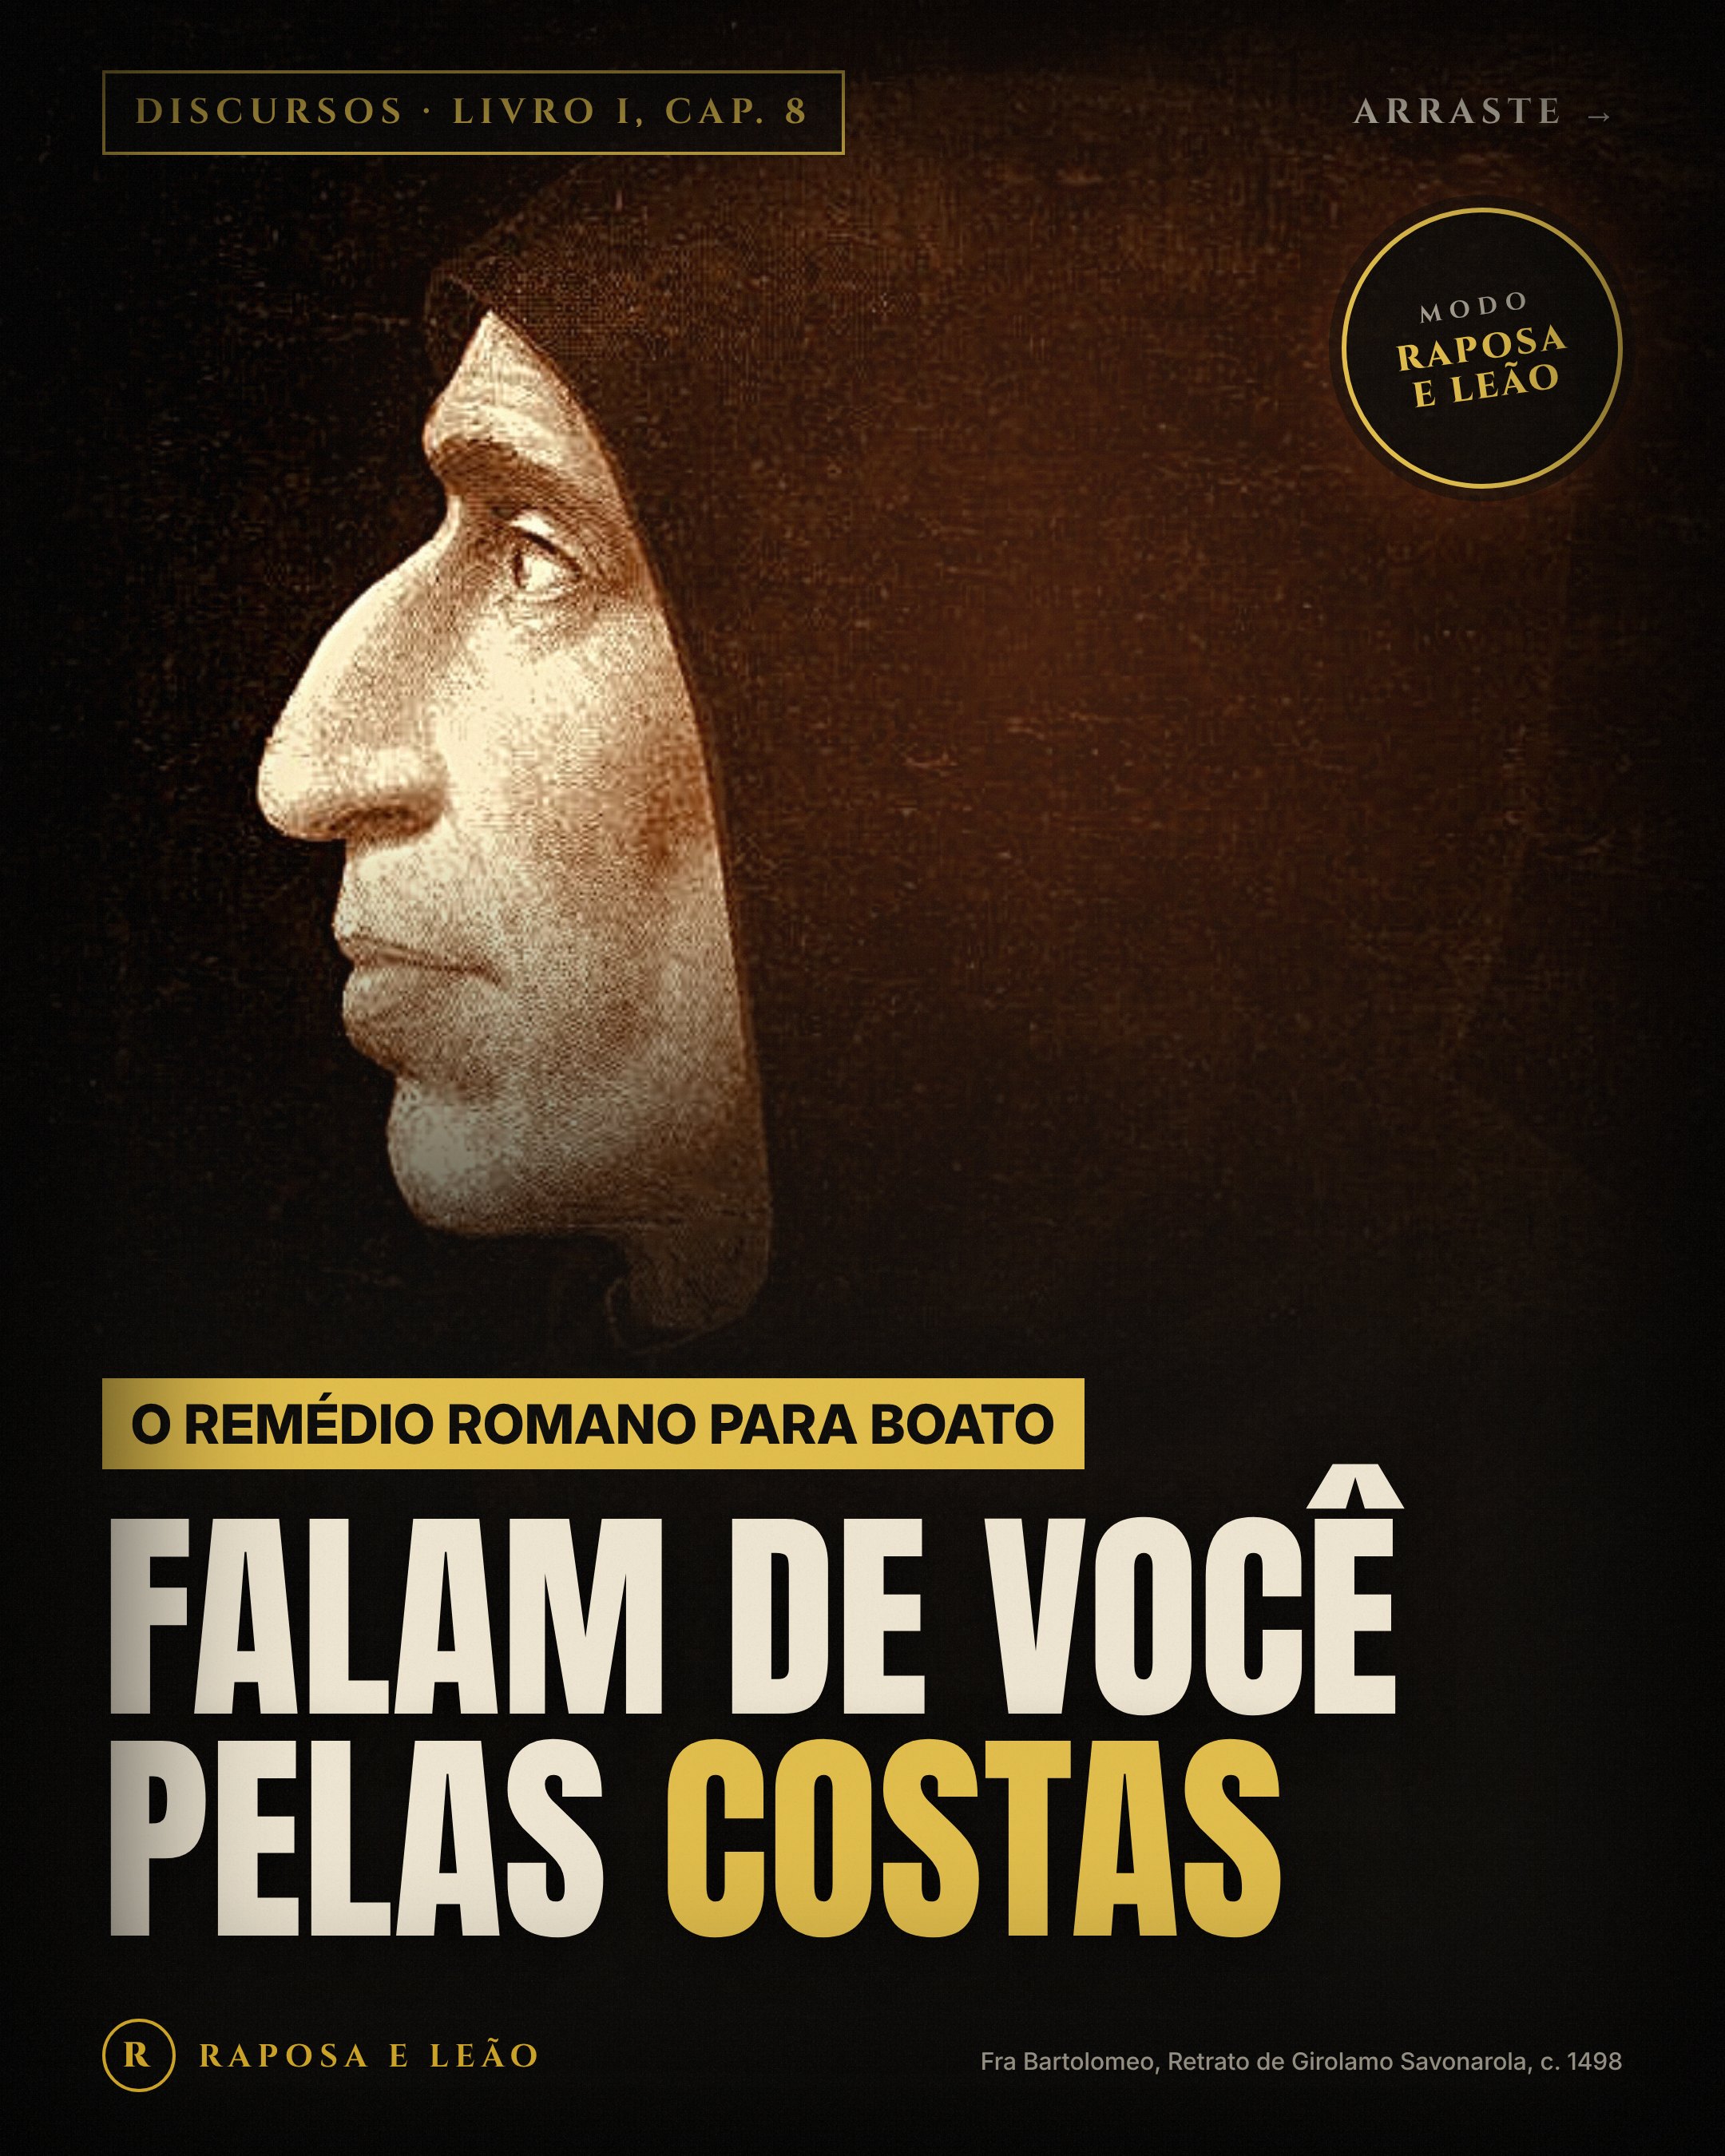 DISCURSOS · LIVRO I, CAP. 8
ARRASTE →
MODO
RAPOSA
E LEÃO
O REMÉDIO ROMANO PARA BOATO
FALAM DE VOCÊ
PELAS COSTAS
R RAPOSA E LEÃO
Fra Bartolomeo, Retrato de Girolamo Savonarola, c. 1498